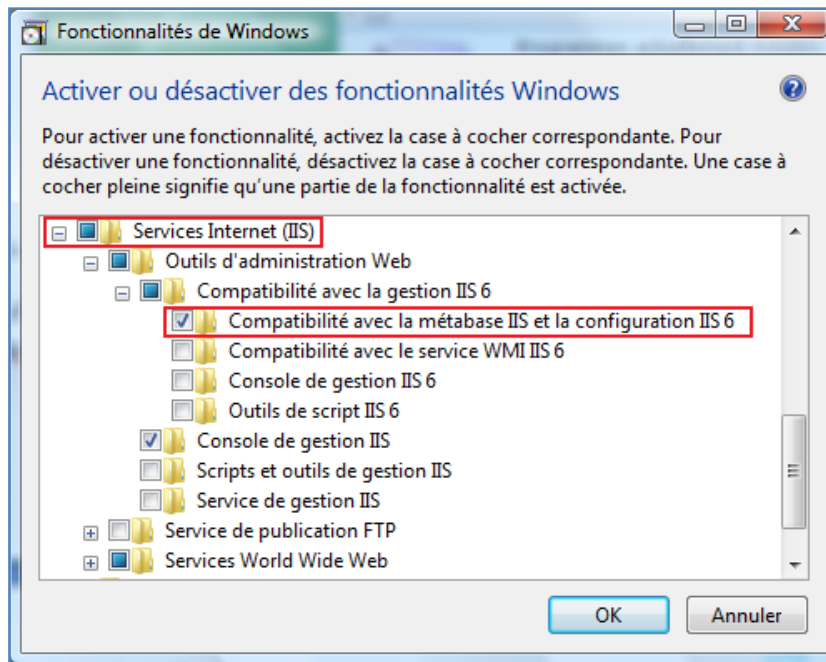 Fonctionnalités de Windows
Activer ou désactiver des fonctionnalités Windows
Pour activer une fonctionnalité, activez la case à cocher correspondante. Pour
désactiver une fonctionnalité, désactivez la case à cocher correspondante. Une case à
cocher pleine signifie qu'une partie de la fonctionnalité est activée.
Services Internet (IIS)
Outils d'administration Web
Compatibilité avec la gestion IIS 6
Compatibilité avec la métabase IIS et la configuration IIS 6
Compatibilité avec le service WMI IIS 6
Console de gestion IIS 6
Outils de script IIS 6
Console de gestion IIS
Scripts et outils de gestion IIS
Service de gestion IIS
Service de publication FTP
Services World Wide Web
OK
Annuler